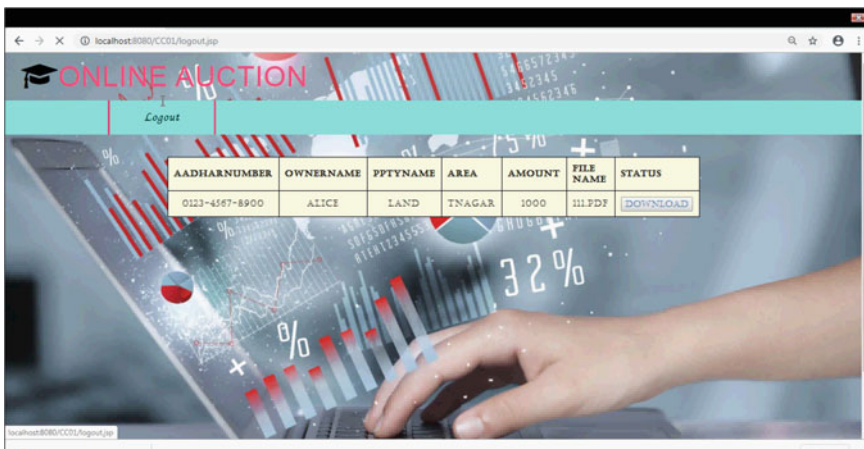 localhost:8080/CC01/logout.jsp
ONLINE AUCTION
Logout
AADHARNUMBER OWNERNAME PPTYNAME AREA AMOUNT FILE NAME STATUS
0123-4567-8900 ALICE LAND TNAGAR 1000 111.PDF DOWNLOAD
32%
%
localhost:8080/CC01/logout.jsp